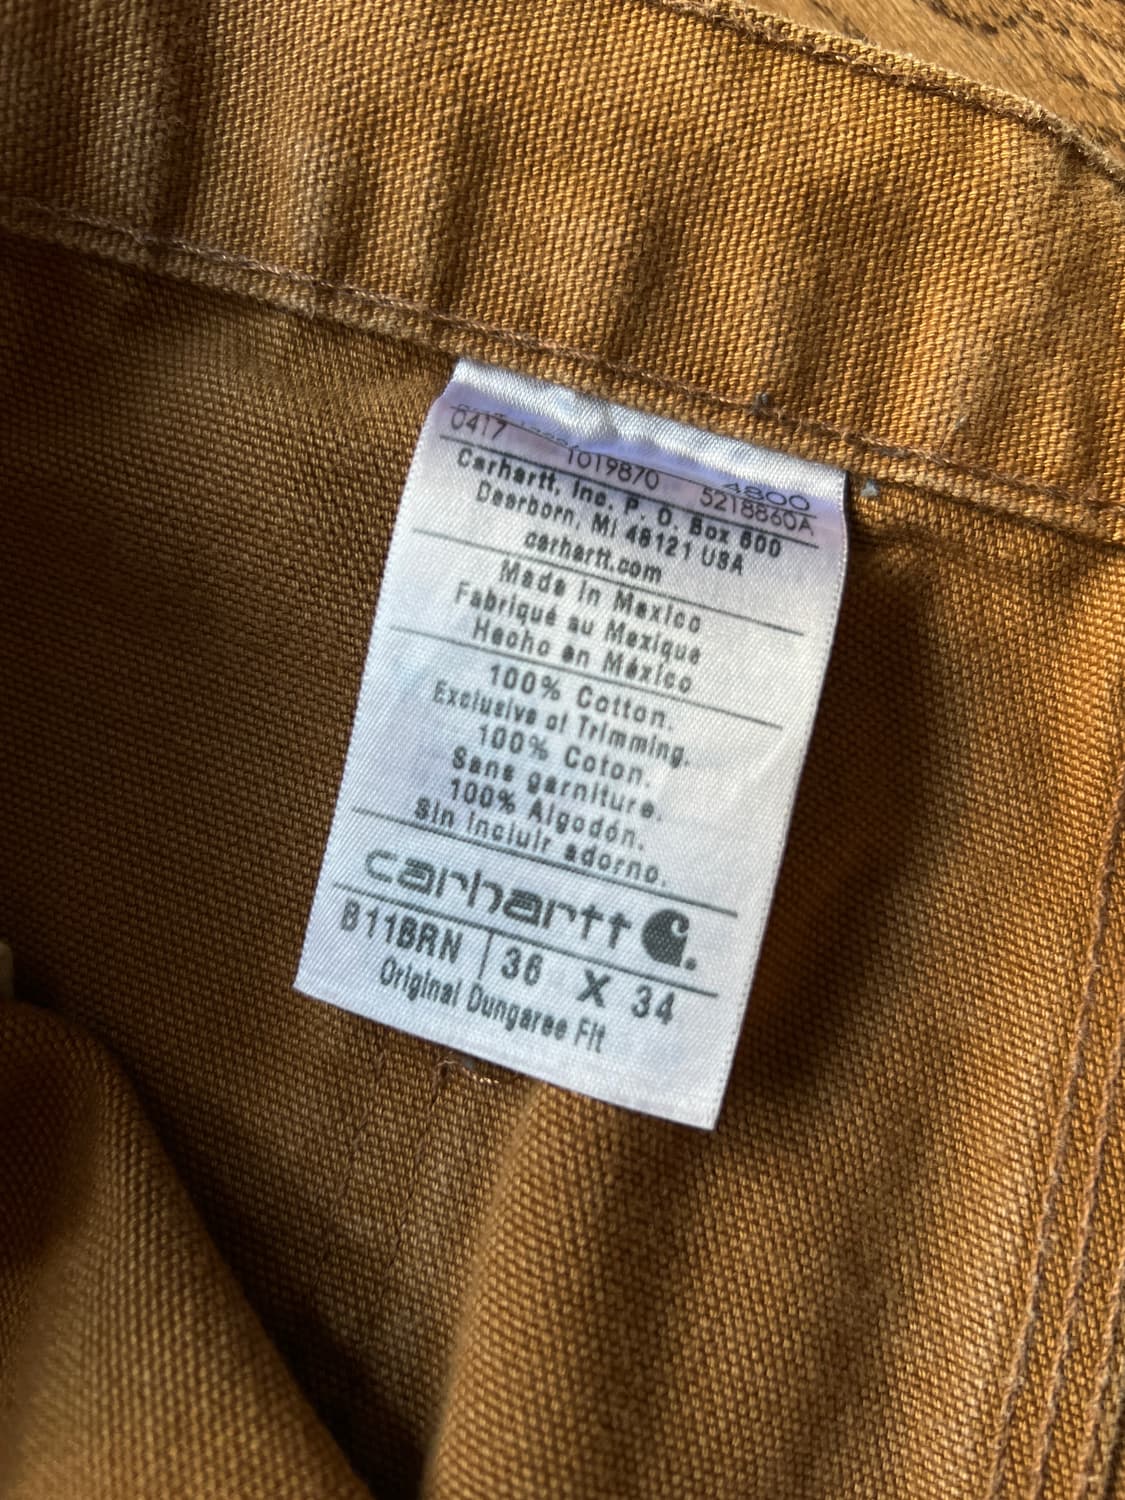 0417 1019870 4800
5218860A
Carhartt, Inc. P. O. Box 600
Dearborn, MI 48121 USA
carhartt.com
Made in Mexico
Fabriqué au Mexique
Hecho en México
100% Cotton.
Exclusive of Trimming.
100% Coton.
Sans garniture.
100% Algodón.
Sin incluir adorno.
carhartt
B11BRN 36 X 34
Original Dungaree Fit